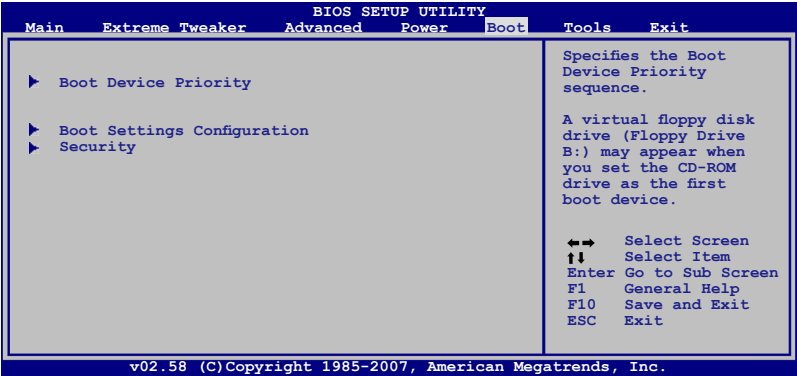 BIOS SETUP UTILITY
Main Extreme Tweaker Advanced Power Boot Tools Exit
Boot Device Priority
Boot Settings Configuration
Security
Specifies the Boot
Device Priority
sequence.
A virtual floppy disk
drive (Floppy Drive
B:) may appear when
you set the CD-ROM
drive as the first
boot device.
←→ Select Screen
↑↓ Select Item
Enter Go to Sub Screen
F1 General Help
F10 Save and Exit
ESC Exit
v02.58 (C)Copyright 1985-2007, American Megatrends, Inc.